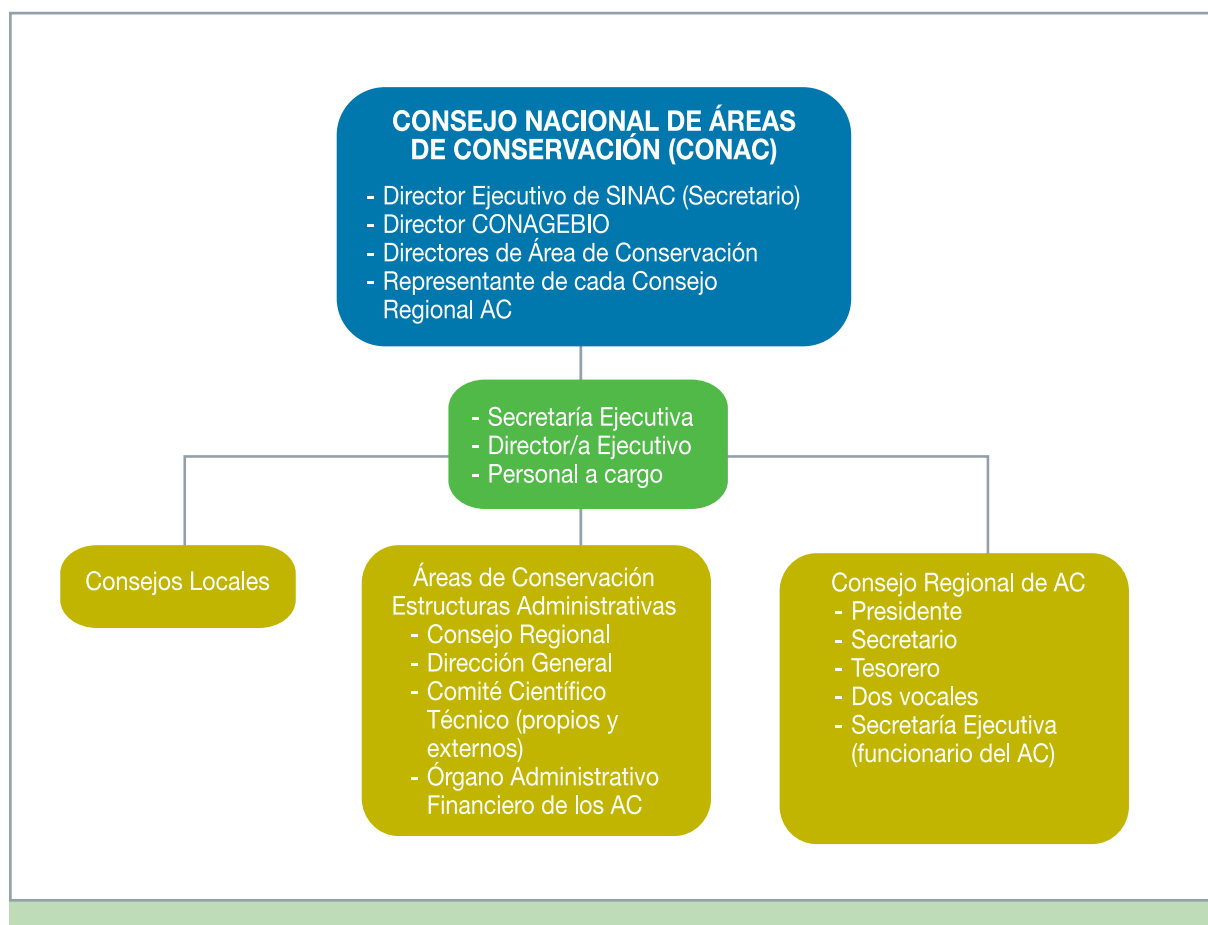 CONSEJO NACIONAL DE ÁREAS
DE CONSERVACIÓN (CONAC)
- Director Ejecutivo de SINAC (Secretario)
- Director CONAGEBIO
- Directores de Área de Conservación
- Representante de cada Consejo
Regional AC
- Secretaría Ejecutiva
- Director/a Ejecutivo
- Personal a cargo
Consejos Locales
Áreas de Conservación
Estructuras Administrativas
- Consejo Regional
- Dirección General
- Comité Científico
Técnico (propios y
externos)
- Órgano Administrativo
Financiero de los AC
Consejo Regional de AC
- Presidente
- Secretario
- Tesorero
- Dos vocales
- Secretaría Ejecutiva
(funcionario del AC)